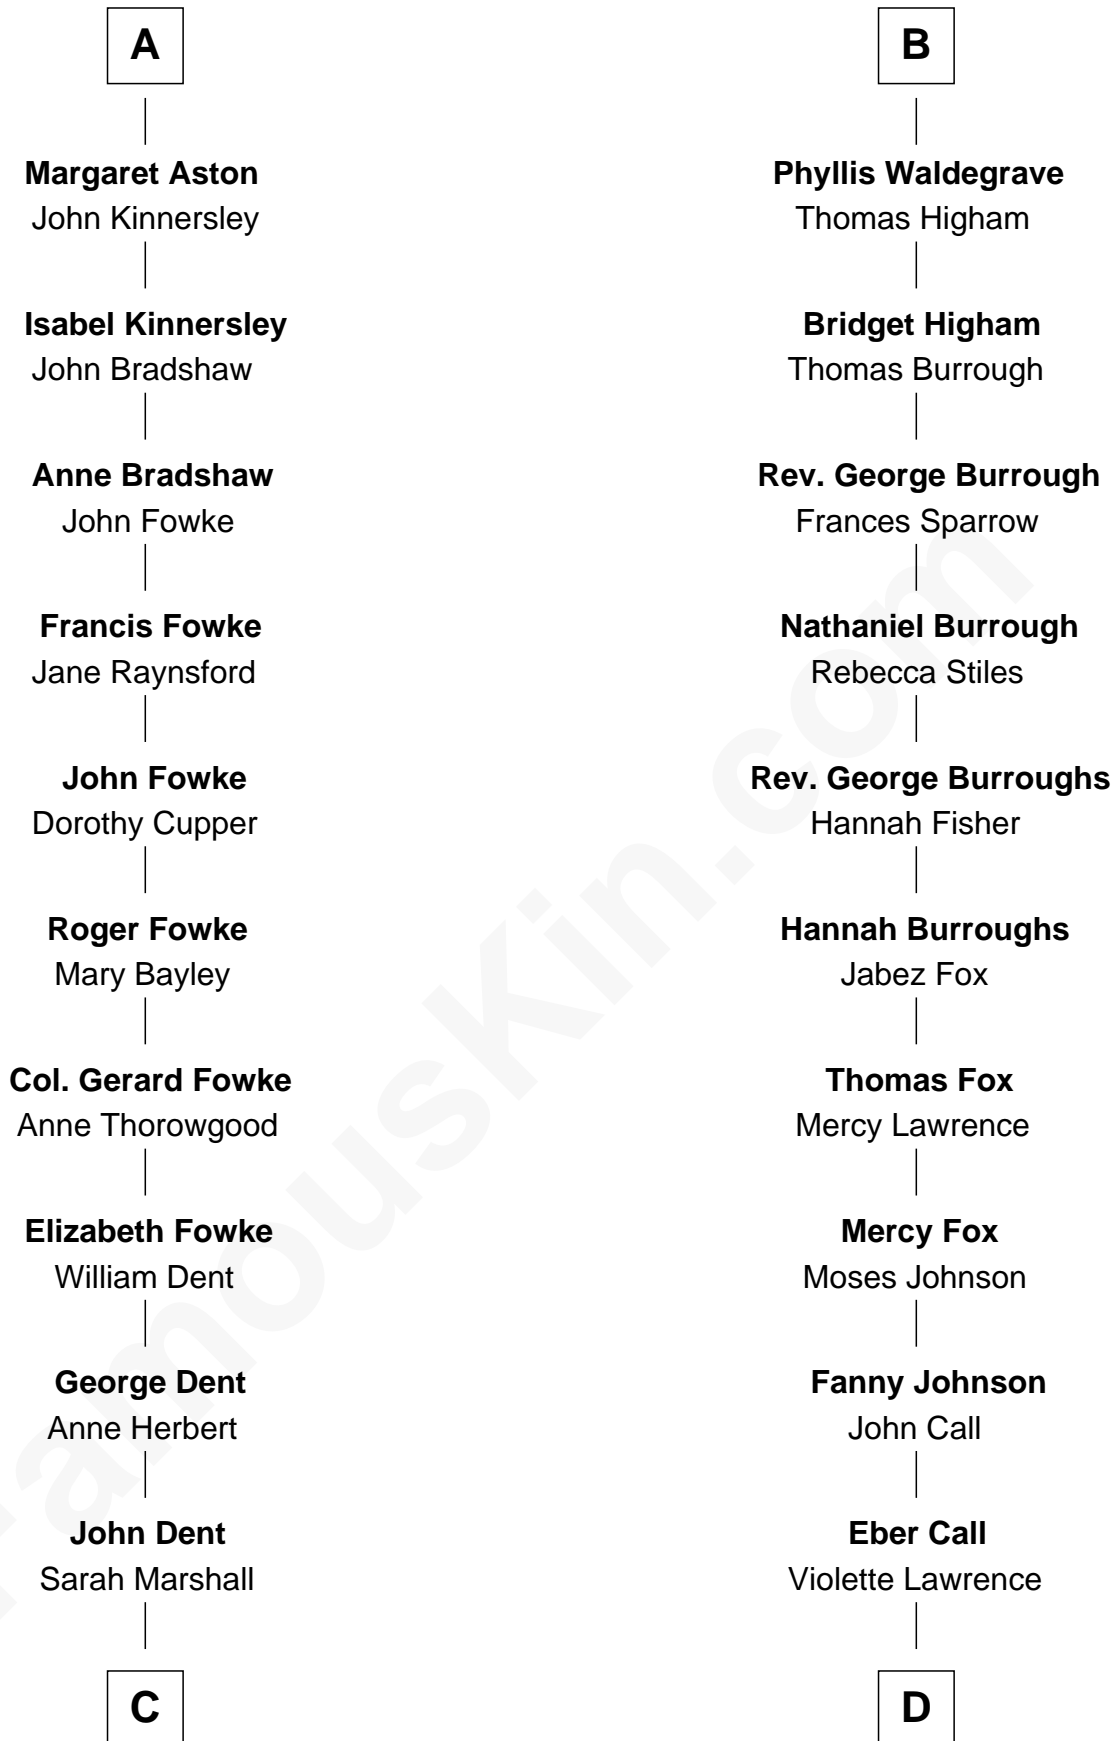 A
Margaret Aston
John Kinnersley
Isabel Kinnersley
John Bradshaw
Anne Bradshaw
John Fowke
Francis Fowke
Jane Raynsford
John Fowke
Dorothy Cupper
Roger Fowke
Mary Bayley
Col. Gerard Fowke
Anne Thorowgood
Elizabeth Fowke
William Dent
George Dent
Anne Herbert
John Dent
Sarah Marshall
C
B
Phyllis Waldegrave
Thomas Higham
Bridget Higham
Thomas Burrough
Rev. George Burrough
Frances Sparrow
Nathaniel Burrough
Rebecca Stiles
Rev. George Burroughs
Hannah Fisher
Hannah Burroughs
Jabez Fox
Thomas Fox
Mercy Lawrence
Mercy Fox
Moses Johnson
Fanny Johnson
John Call
Eber Call
Violette Lawrence
D
FamousKin.com